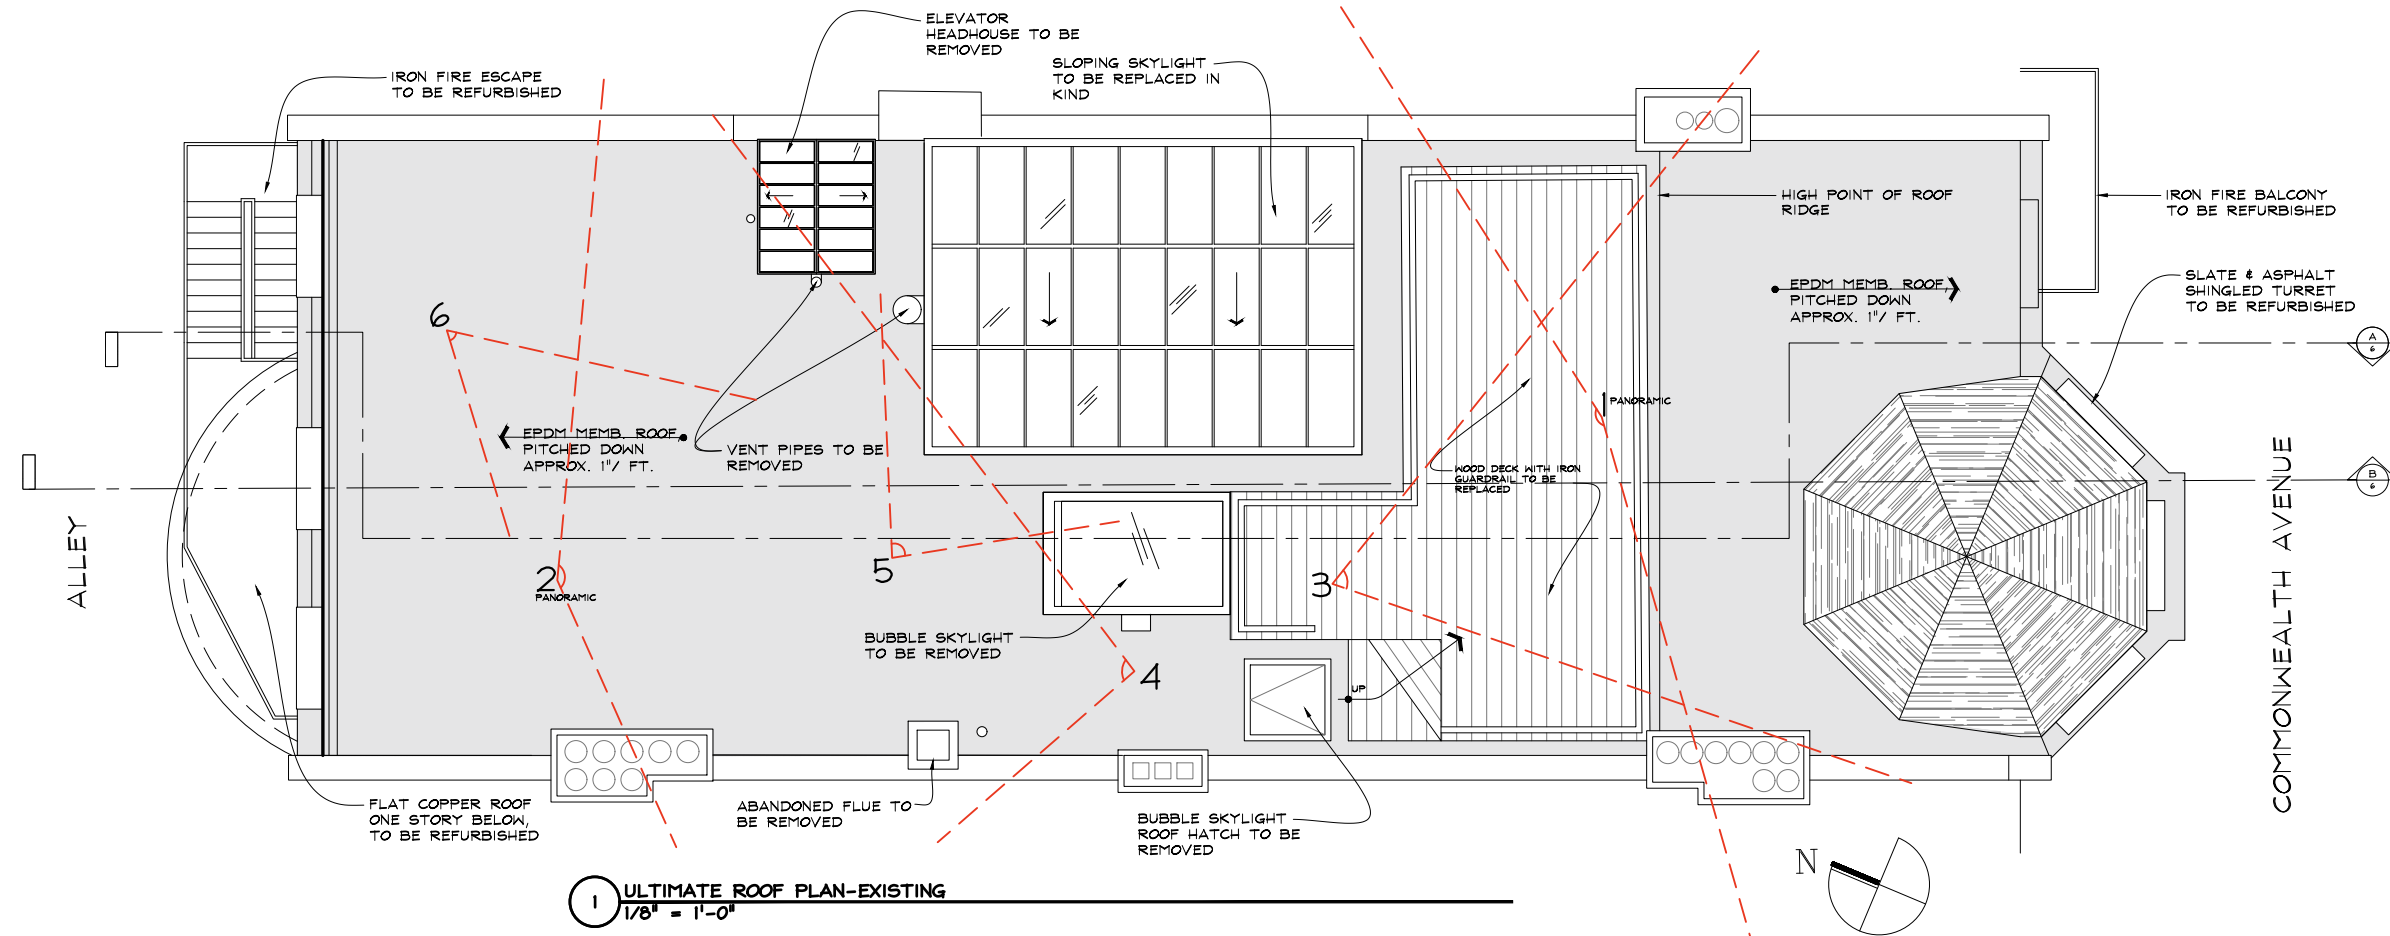 ELEVATOR
HEADHOUSE TO BE
REMOVED
SLOPING SKYLIGHT
TO BE REPLACED IN
KIND
IRON FIRE ESCAPE
TO BE REFURBISHED
HIGH POINT OF ROOF
RIDGE
IRON FIRE BALCONY
TO BE REFURBISHED
EPDM MEMB. ROOF,
PITCHED DOWN
APPROX. 1"/ FT.
SLATE & ASPHALT
SHINGLED TURRET
TO BE REFURBISHED
6
A
6
1
PANORAMIC
EPDM MEMB. ROOF,
PITCHED DOWN
APPROX. 1"/ FT.
VENT PIPES TO BE
REMOVED
WOOD DECK WITH IRON
GUARDRAIL TO BE
REPLACED
B
6
ALLEY
COMMONWEALTH AVENUE
2
PANORAMIC
5
3
BUBBLE SKYLIGHT
TO BE REMOVED
4
UP
FLAT COPPER ROOF
ONE STORY BELOW,
TO BE REFURBISHED
ABANDONED FLUE TO
BE REMOVED
BUBBLE SKYLIGHT
ROOF HATCH TO BE
REMOVED
N
1
ULTIMATE ROOF PLAN-EXISTING
1/8" = 1'-0"